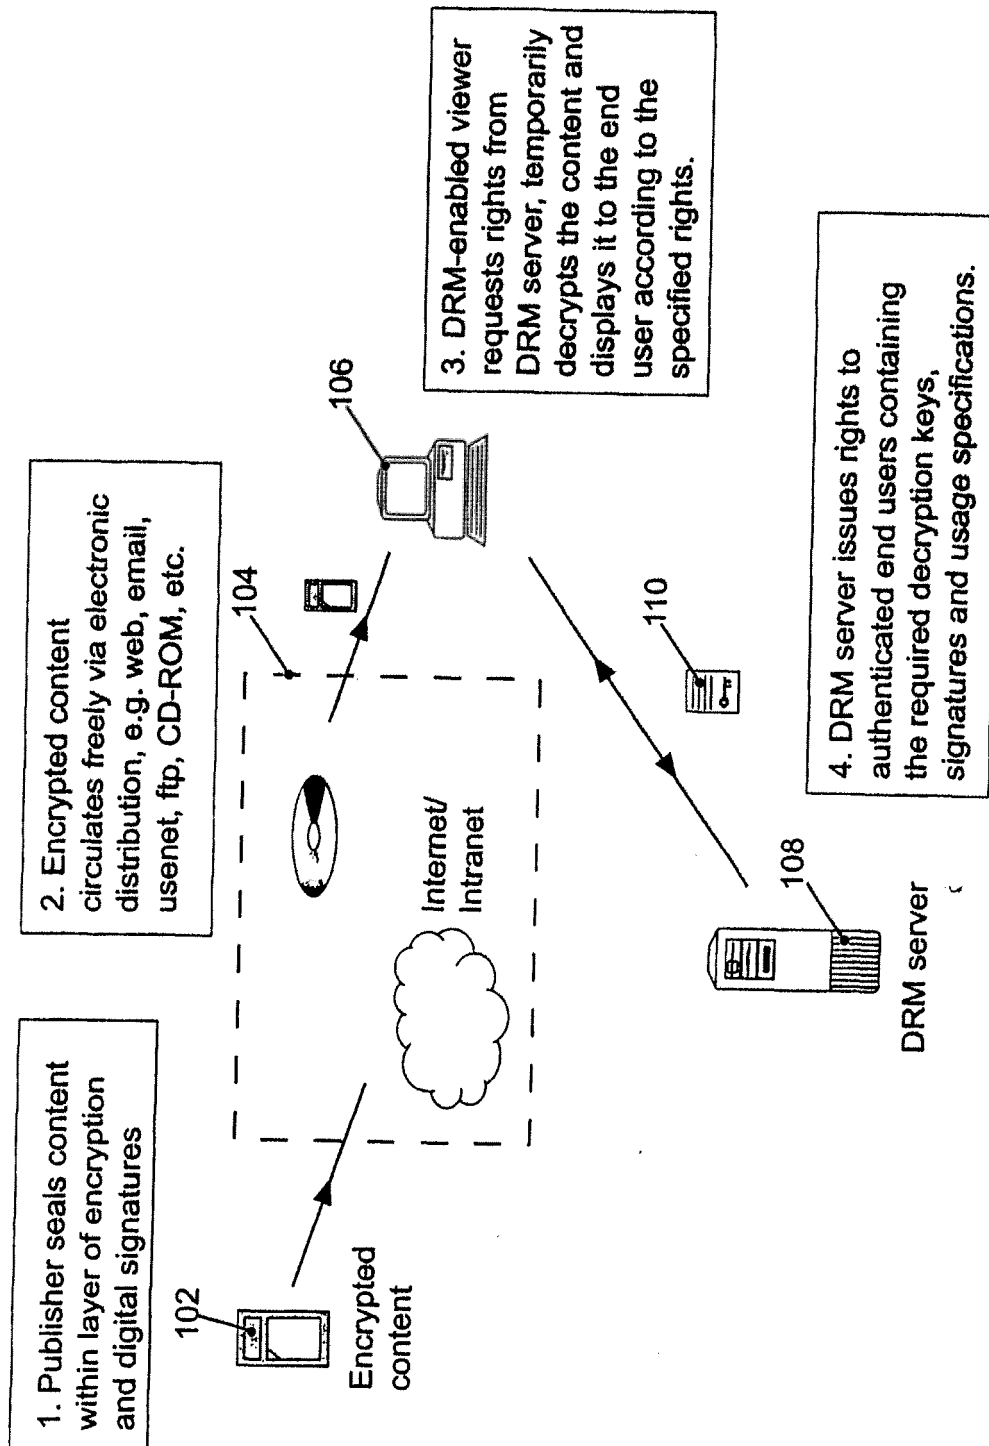 1. Publisher seals content
within layer of encryption
and digital signatures
2. Encrypted content
circulates freely via electronic
distribution, e.g. web, email,
usenet, ftp, CD-ROM, etc.
3. DRM-enabled viewer
requests rights from
DRM server, temporarily
decrypts the content and
displays it to the end
user according to the
specified rights.
4. DRM server issues rights to
authenticated end users containing
the required decryption keys,
signatures and usage specifications.
102
Encrypted
content
104
Internet/
Intranet
106
110
108
DRM server